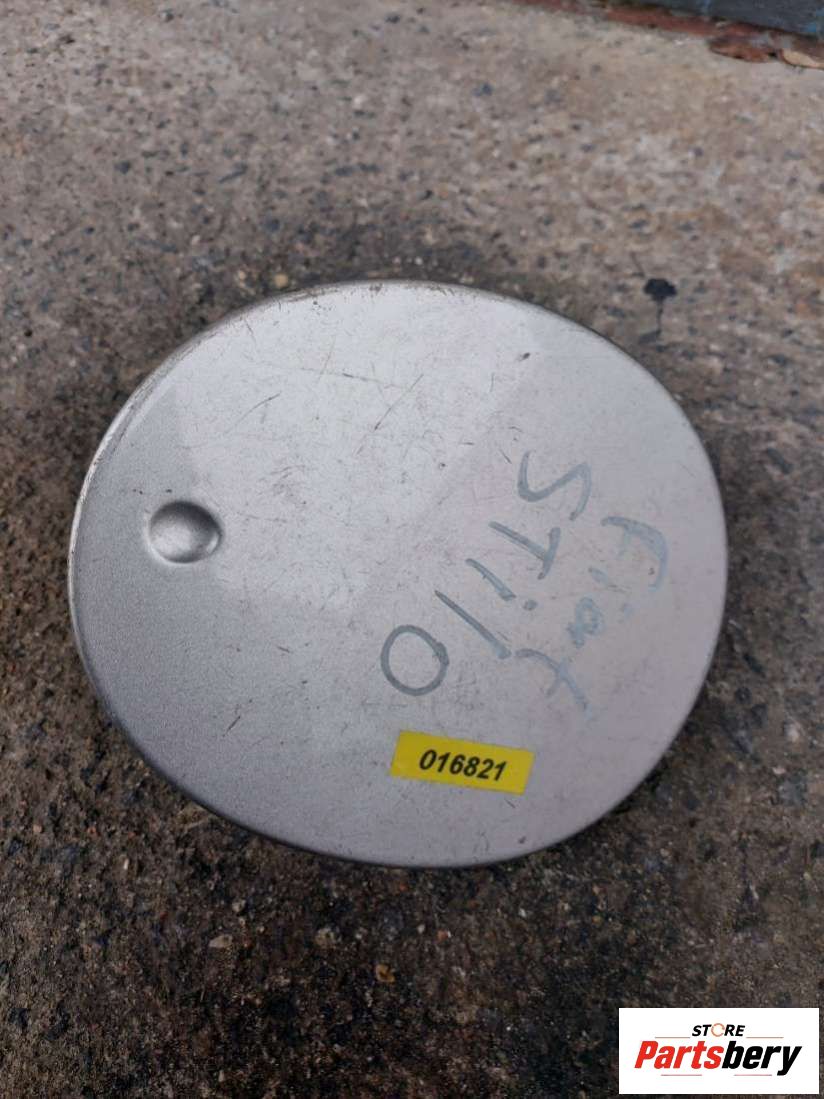 Fiat
STilO
016821
STORE
Partsbery